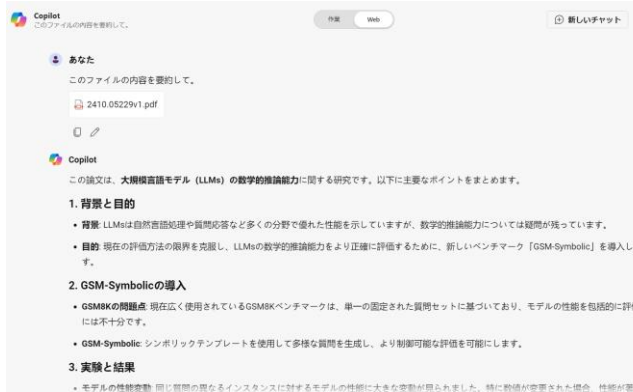 Copilot
このファイルの内容を要約して。
作業 Web
新しいチャット
あなた
このファイルの内容を要約して。
2410.05229v1.pdf
Copilot
この論文は、大規模言語モデル（LLMs）の数学的推論能力に関する研究です。以下に主要なポイントをまとめます。
1. 背景と目的
• 背景: LLMsは自然言語処理や質問応答など多くの分野で優れた性能を示していますが、数学的推論能力については疑問が残っています。
• 目的: 現在の評価方法の限界を克服し、LLMsの数学的推論能力をより正確に評価するために、新しいベンチマーク「GSM-Symbolic」を導入し
す。
2. GSM-Symbolicの導入
• GSM8Kの問題点: 現在広く使用されているGSM8Kベンチマークは、単一の固定された質問セットに基づいており、モデルの性能を包括的に評
には不十分です。
• GSM-Symbolic: シンボリックテンプレートを使用して多様な質問を生成し、より制御可能な評価を可能にします。
3. 実験と結果
• モデルの性能変動: 同じ質問の異なるインスタンスに対するモデルの性能に大きな変動が見られました。特に数値が変更された場合、性能が